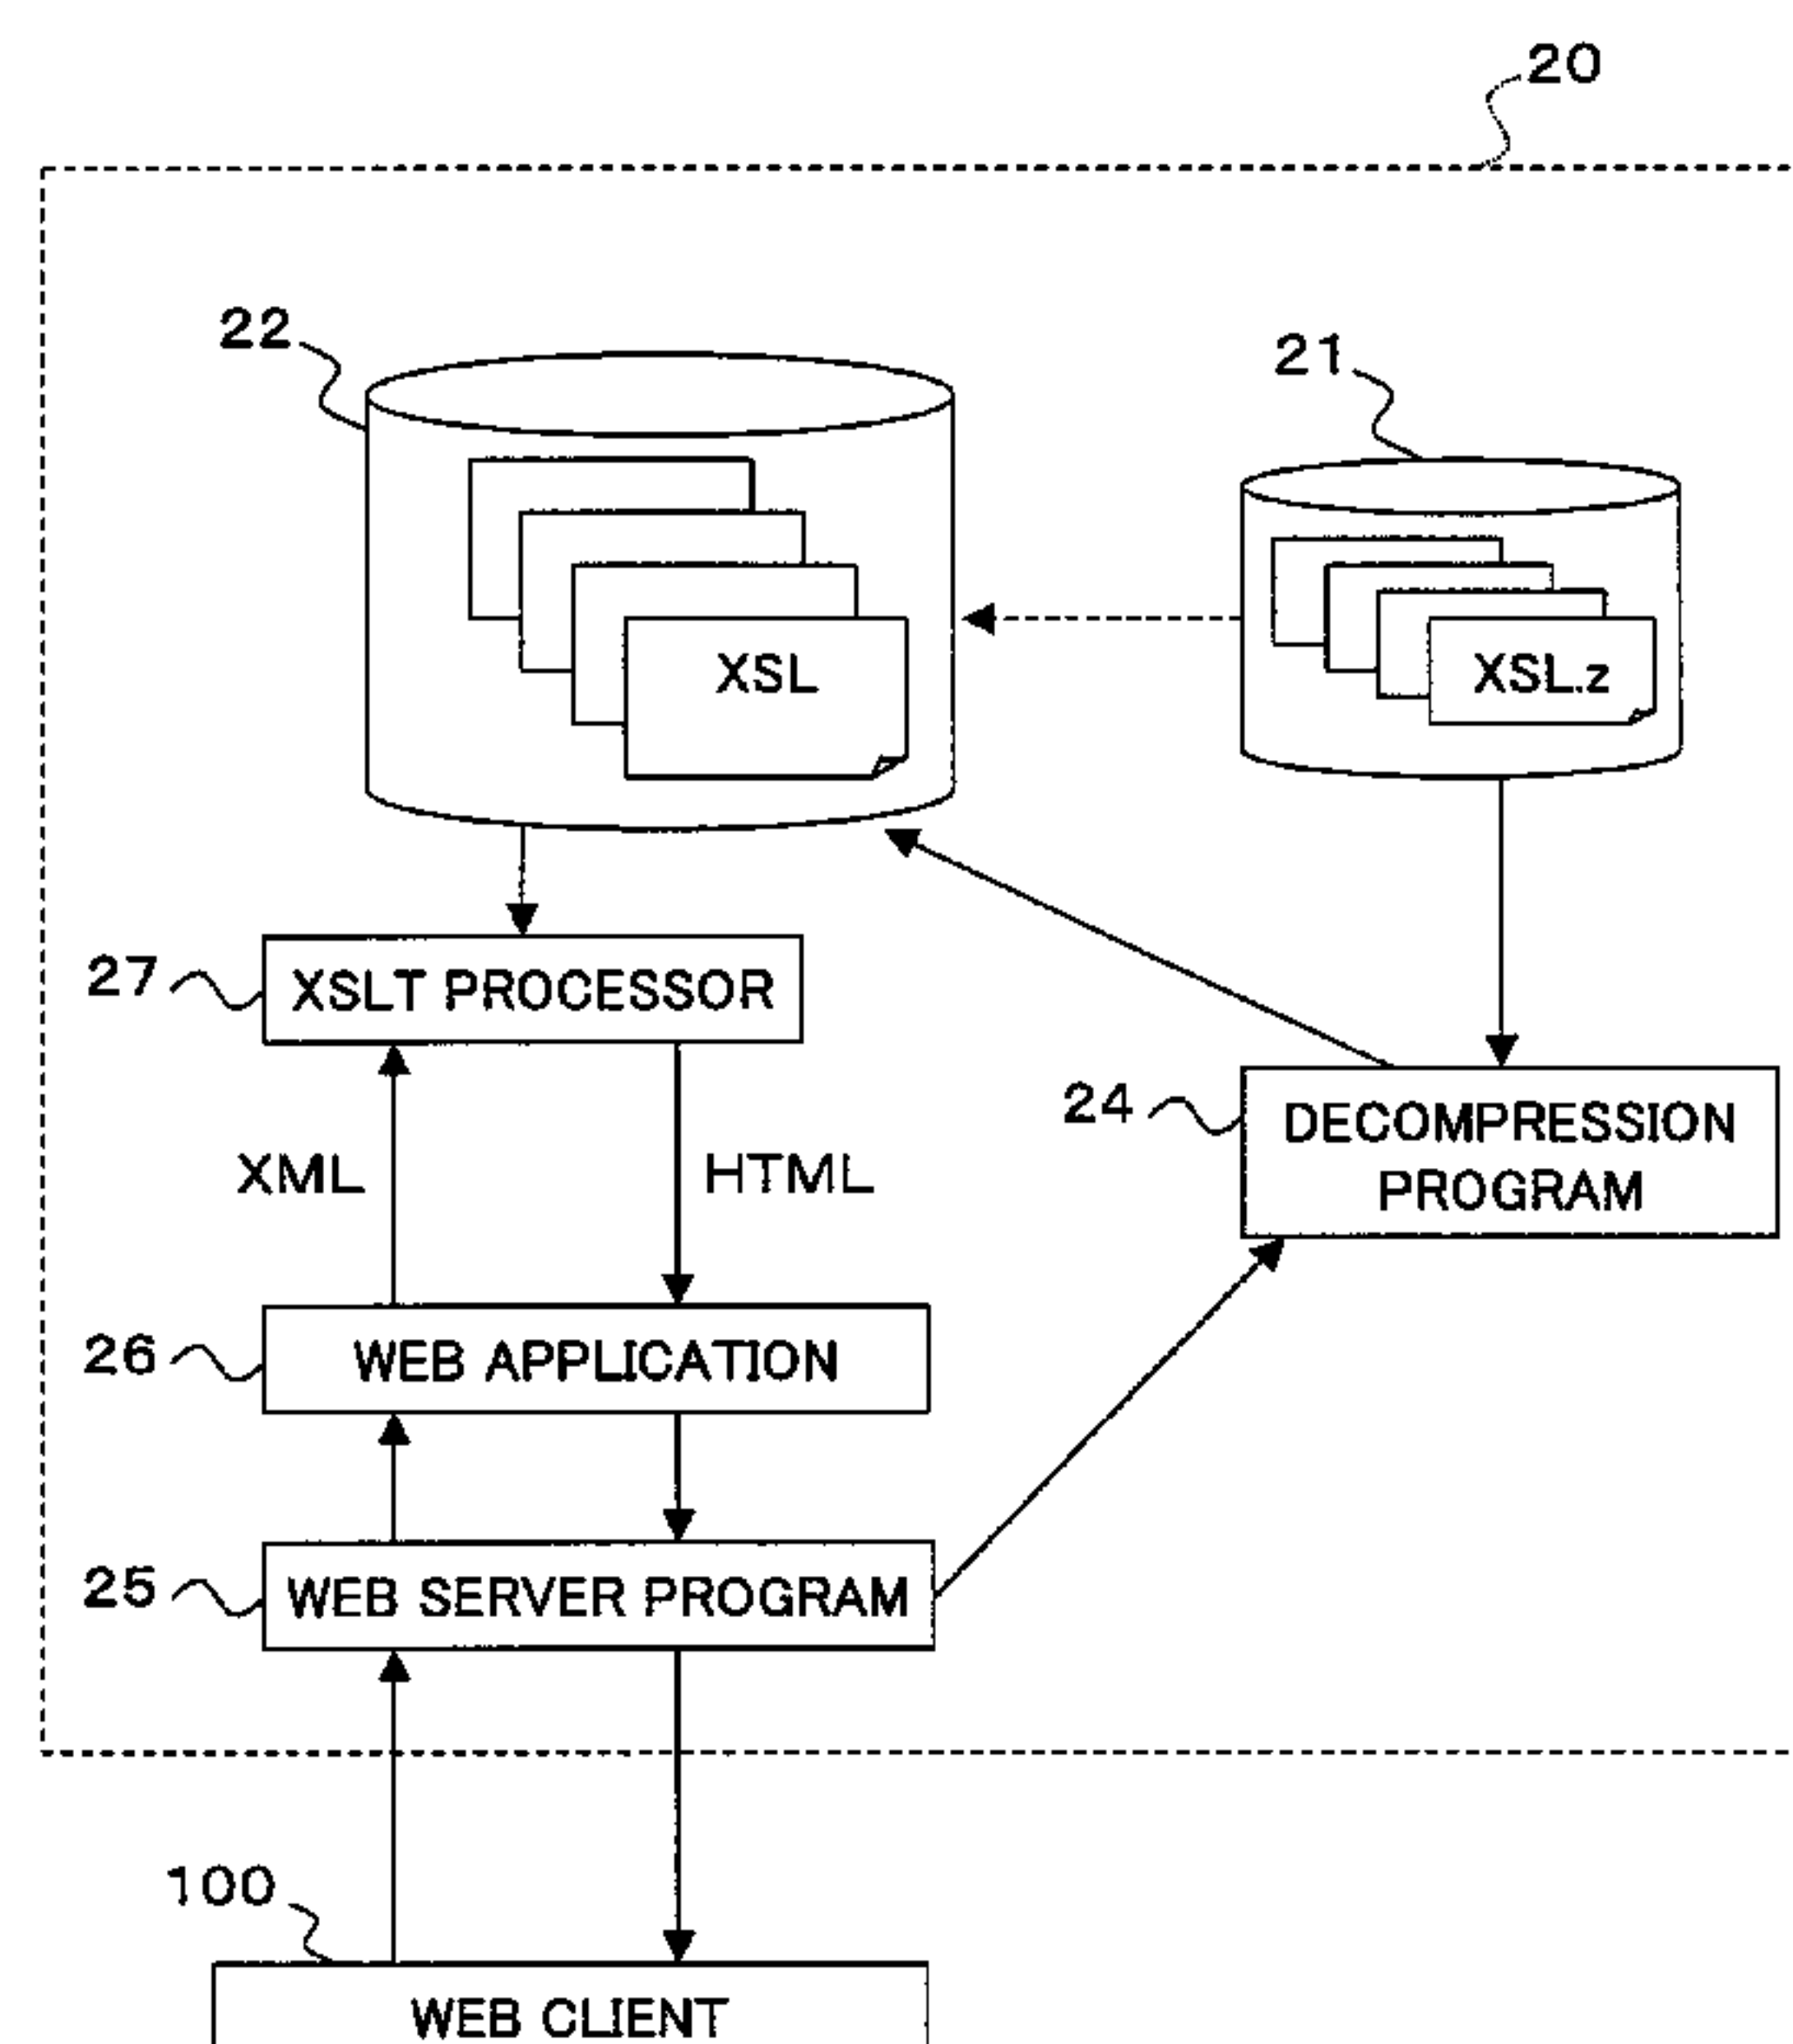 20
22
21
XSL
XSL.z
27
XSLT PROCESSOR
24
DECOMPRESSION
PROGRAM
XML
HTML
26
WEB APPLICATION
25
WEB SERVER PROGRAM
100
WEB CLIENT